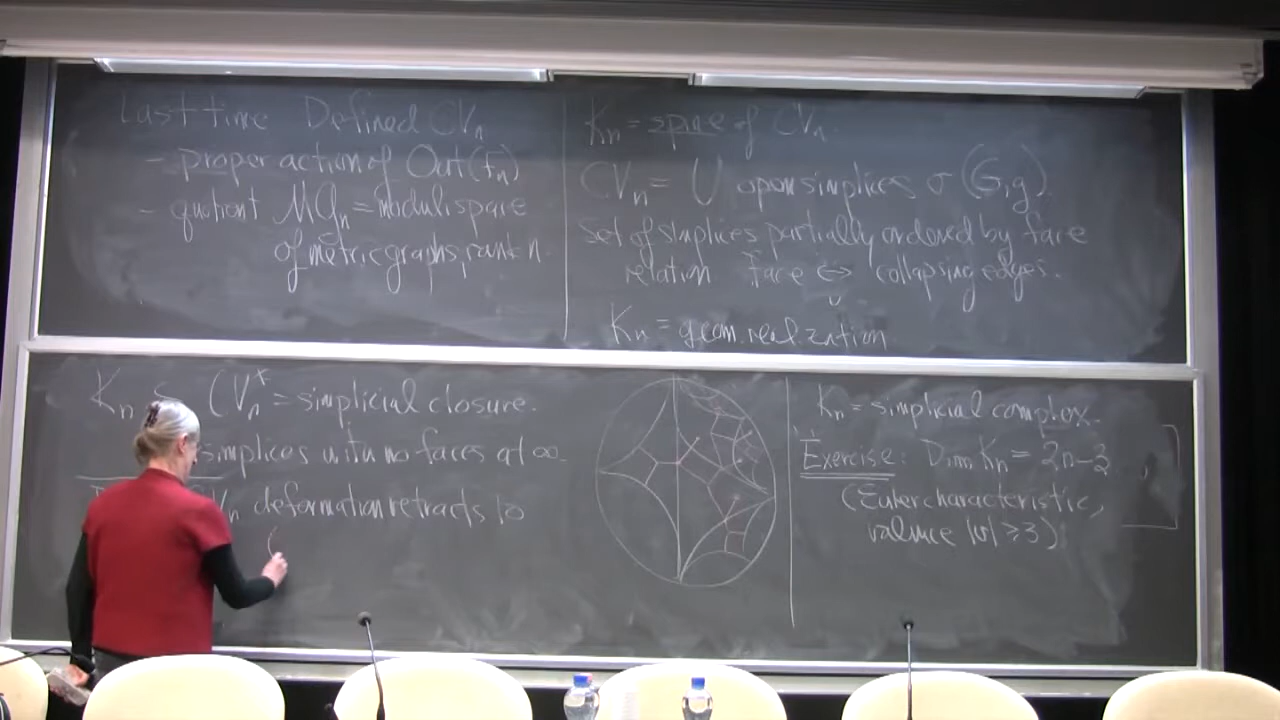 Last time Defined CVn
- proper action of Out(Fn)
- quotient MGn = moduli space
of metric graphs, rank n.
Kn = spine of CVn.
CVn = ∪ open simplices σ(G,g)
Set of simplices partially ordered by face
relation face ↔ collapsing edges.
Kn = geom. realization
Kn ⊆ CVn* = simplicial closure.
simplices with no faces at ∞.
deformation retracts to
Kn = simplicial complex.
Exercise: Dim Kn = 2n-3
(Euler characteristic,
valence |v| ≥ 3)